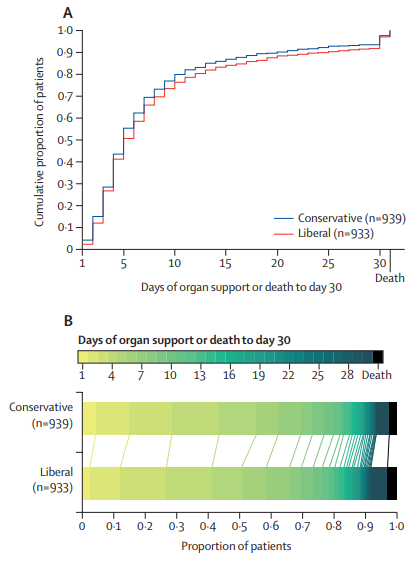 A
Cumulative proportion of patients
1·0
0·9
0·8
0·7
0·6
0·5
0·4
0·3
0·2
0·1
0
Conservative (n=939)
Liberal (n=933)
1 5 10 15 20 25 30
Death
Days of organ support or death to day 30
B
Days of organ support or death to day 30
1 4 7 10 13 16 19 22 25 28 Death
Conservative
(n=939)
Liberal
(n=933)
0 0·1 0·2 0·3 0·4 0·5 0·6 0·7 0·8 0·9 1·0
Proportion of patients